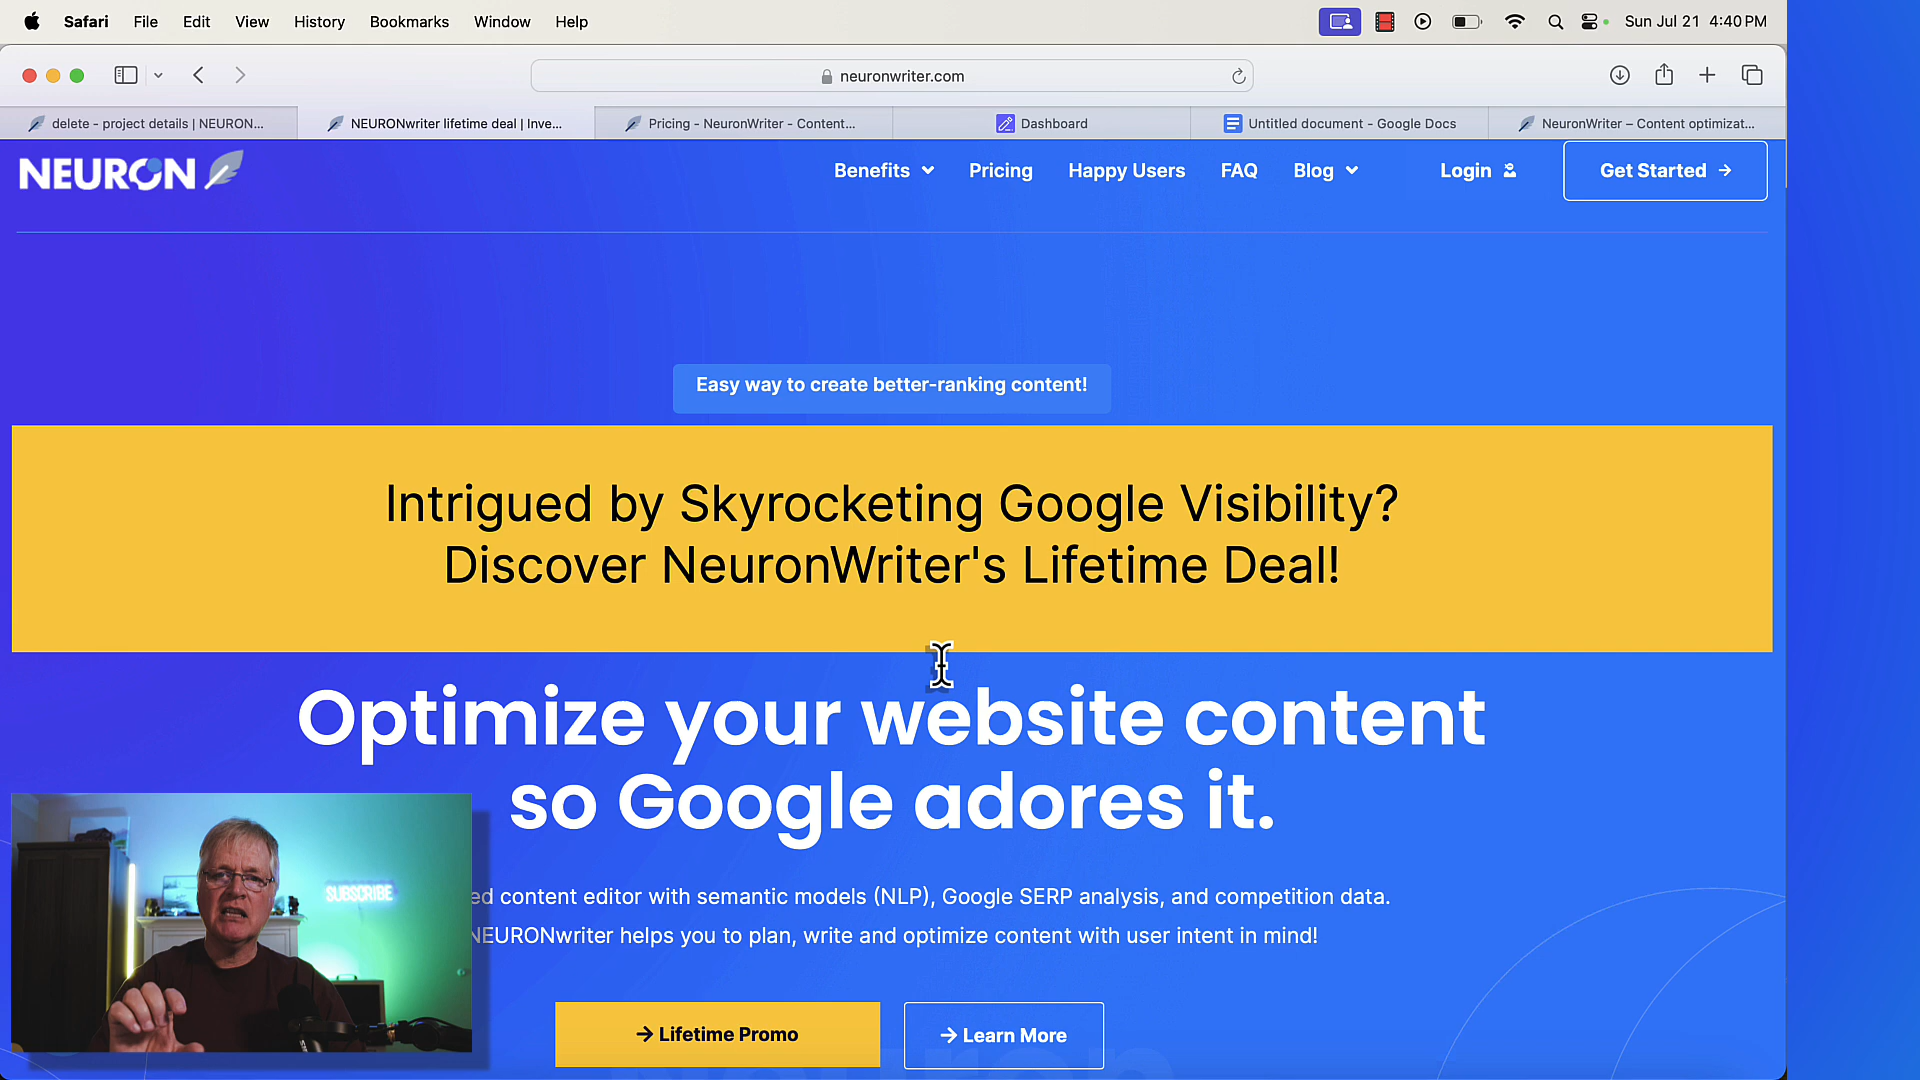 Safari File Edit View History Bookmarks Window Help Sun Jul 21 4:40 PM
neuronwriter.com
delete - project details | NEURON... NEURONwriter lifetime deal | Inve... Pricing - NeuronWriter - Content... Dashboard Untitled document - Google Docs NeuronWriter – Content optimizat...
NEURON Benefits Pricing Happy Users FAQ Blog Login Get Started →
Easy way to create better-ranking content!
Intrigued by Skyrocketing Google Visibility?
Discover NeuronWriter's Lifetime Deal!
Optimize your website content
so Google adores it.
ed content editor with semantic models (NLP), Google SERP analysis, and competition data.
NEURONwriter helps you to plan, write and optimize content with user intent in mind!
SUBSCRIBE
→ Lifetime Promo → Learn More